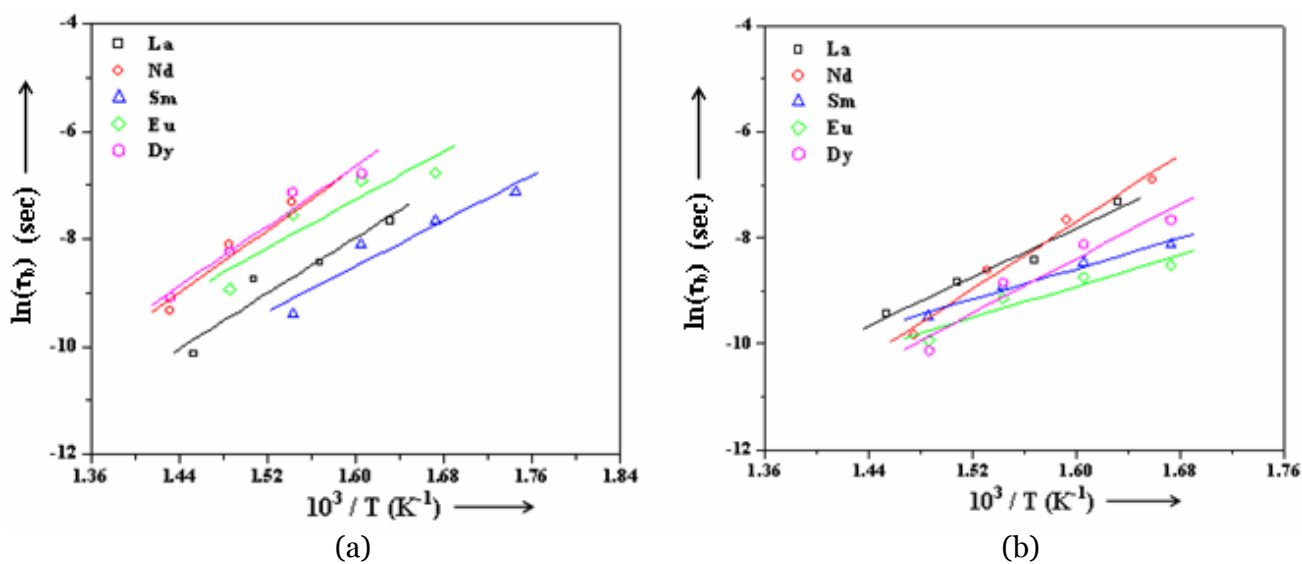 -4
-6
-8
-10
-12
ln(τb) (sec)
La
Nd
Sm
Eu
Dy
1.36 1.44 1.52 1.60 1.68 1.76 1.84
10³ / T (K⁻¹)
(a)
-4
-6
-8
-10
-12
ln(τb) (sec)
La
Nd
Sm
Eu
Dy
1.36 1.44 1.52 1.60 1.68 1.76
10³ / T (K⁻¹)
(b)